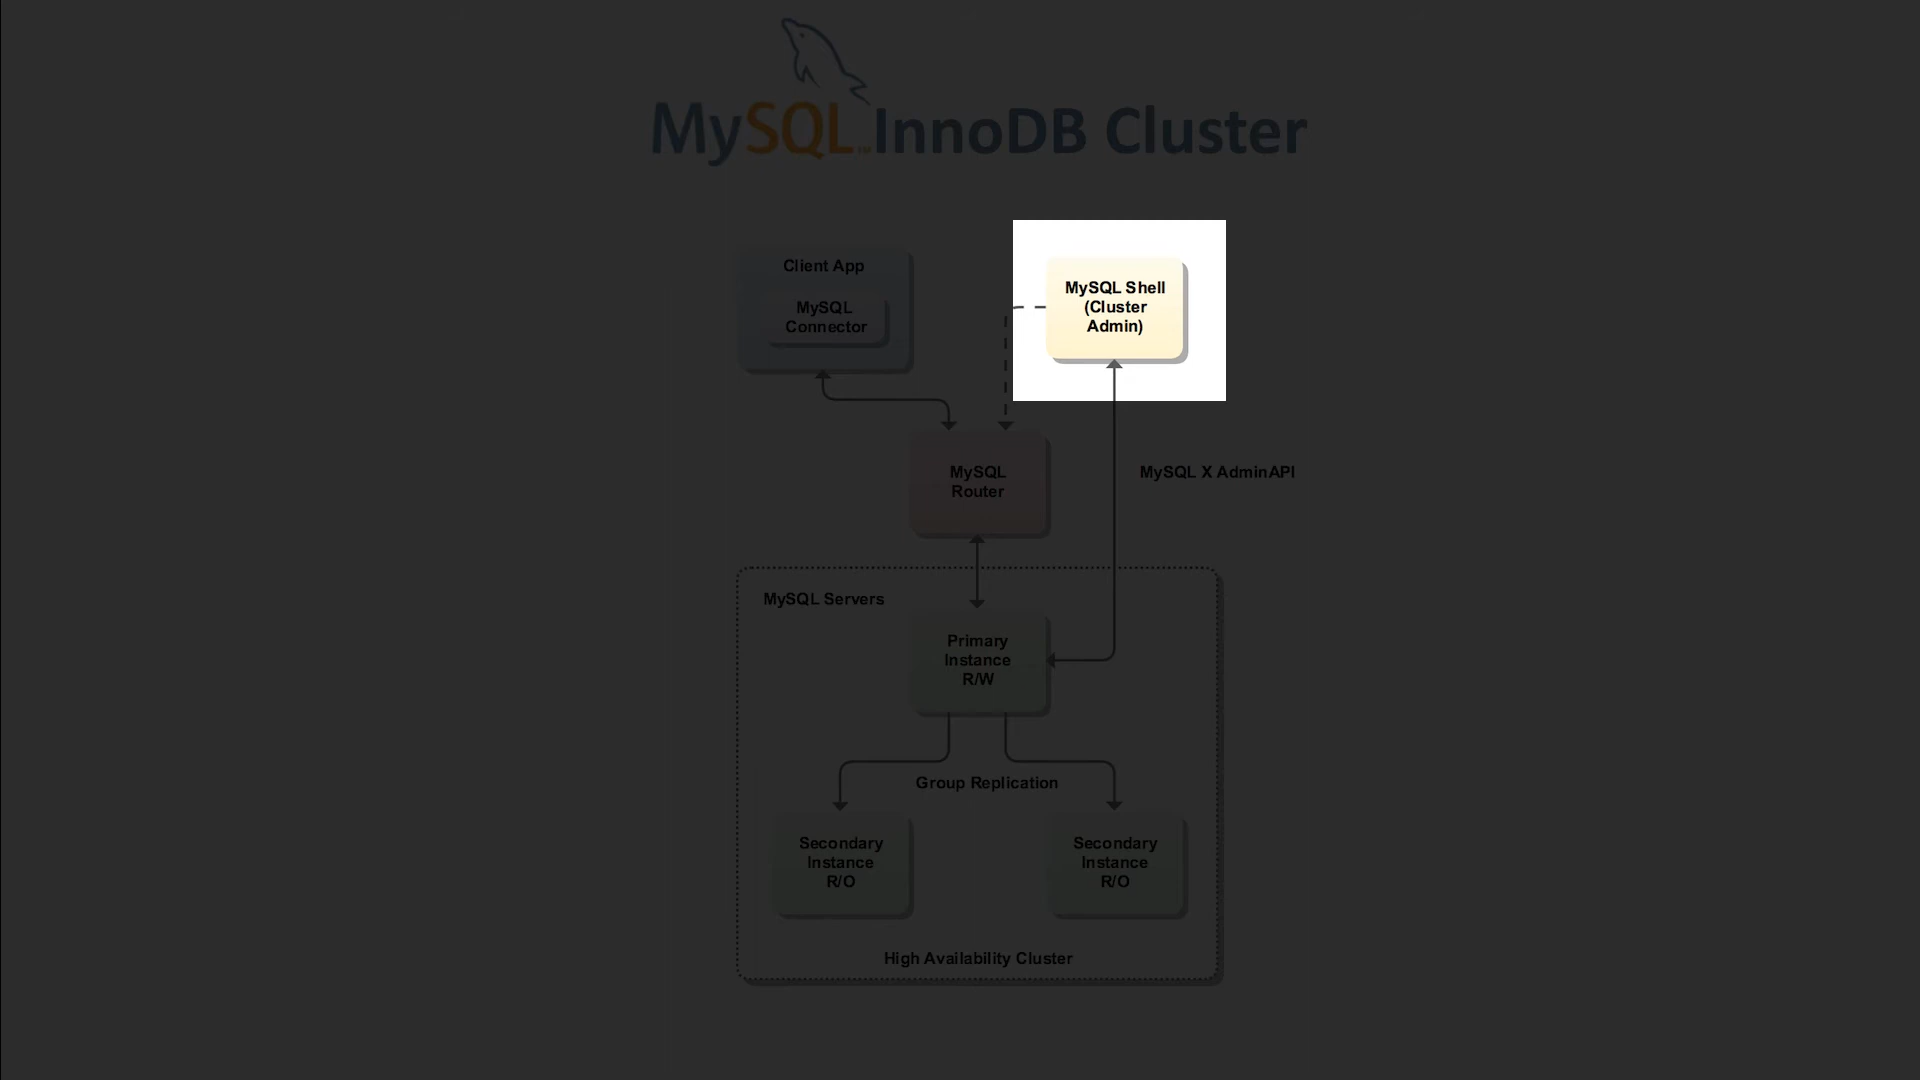 MySQL™ InnoDB Cluster
Client App
MySQL
Connector
MySQL Shell
(Cluster
Admin)
MySQL
Router
MySQL X AdminAPI
MySQL Servers
Primary
Instance
R/W
Group Replication
Secondary
Instance
R/O
Secondary
Instance
R/O
High Availability Cluster